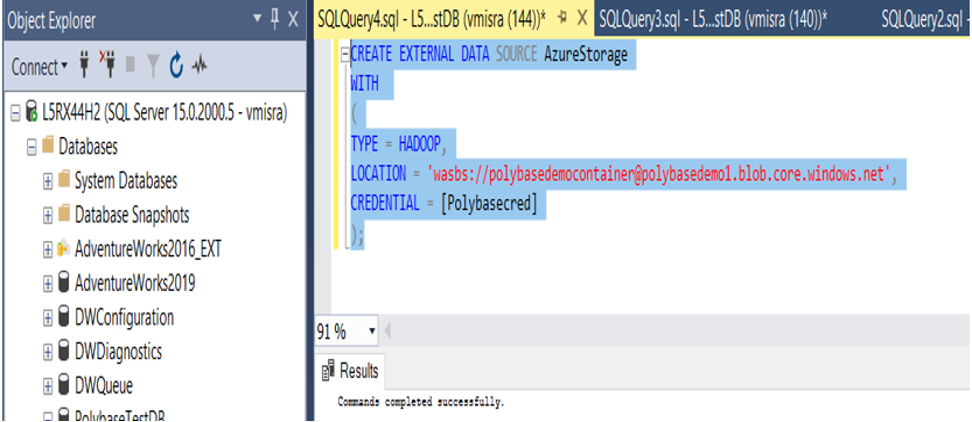 Object Explorer
Connect
L5RX44H2 (SQL Server 15.0.2000.5 - vmisra)
Databases
System Databases
Database Snapshots
AdventureWorks2016_EXT
AdventureWorks2019
DWConfiguration
DWDiagnostics
DWQueue
PolybaseTestDB
SQLQuery4.sql - L5...stDB (vmisra (144))*
SQLQuery3.sql - L5...stDB (vmisra (140))*
SQLQuery2.sql -
CREATE EXTERNAL DATA SOURCE AzureStorage
WITH
(
TYPE = HADOOP,
LOCATION = 'wasbs://polybasedemocontainer@polybasedemo1.blob.core.windows.net',
CREDENTIAL = [Polybasecred]
);
91 %
Results
Commands completed successfully.